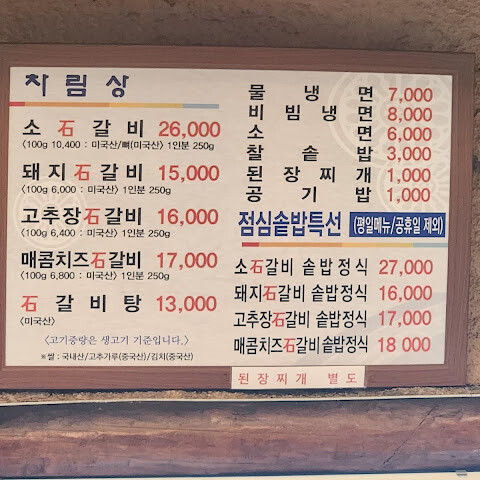 차림상
소 石 갈비 26,000
〈100g 10,400 : 미국산/뼈(미국산) 1인분 250g
돼지石갈비 15,000
〈100g 6,000 : 미국산〉 1인분 250g
고추장石갈비 16,000
〈100g 6,400 : 미국산〉 1인분 250g
매콤치즈石갈비 17,000
〈100g 6,800 : 미국산〉 1인분 250g
石 갈비탕 13,000
〈미국산〉
〈고기중량은 생고기 기준입니다.〉
※쌀 : 국내산/고추가루(중국산)/김치(중국산)
물냉면 7,000
비빔냉면 8,000
소면 6,000
찰솥밥 3,000
된장찌개 1,000
공기밥 1,000
점심솥밥특선 (평일메뉴/공휴일 제외)
소石갈비 솥밥정식 27,000
돼지石갈비 솥밥정식 16,000
고추장石갈비 솥밥정식 17,000
매콤치즈石갈비솥밥정식 18 000
된장찌개 별도